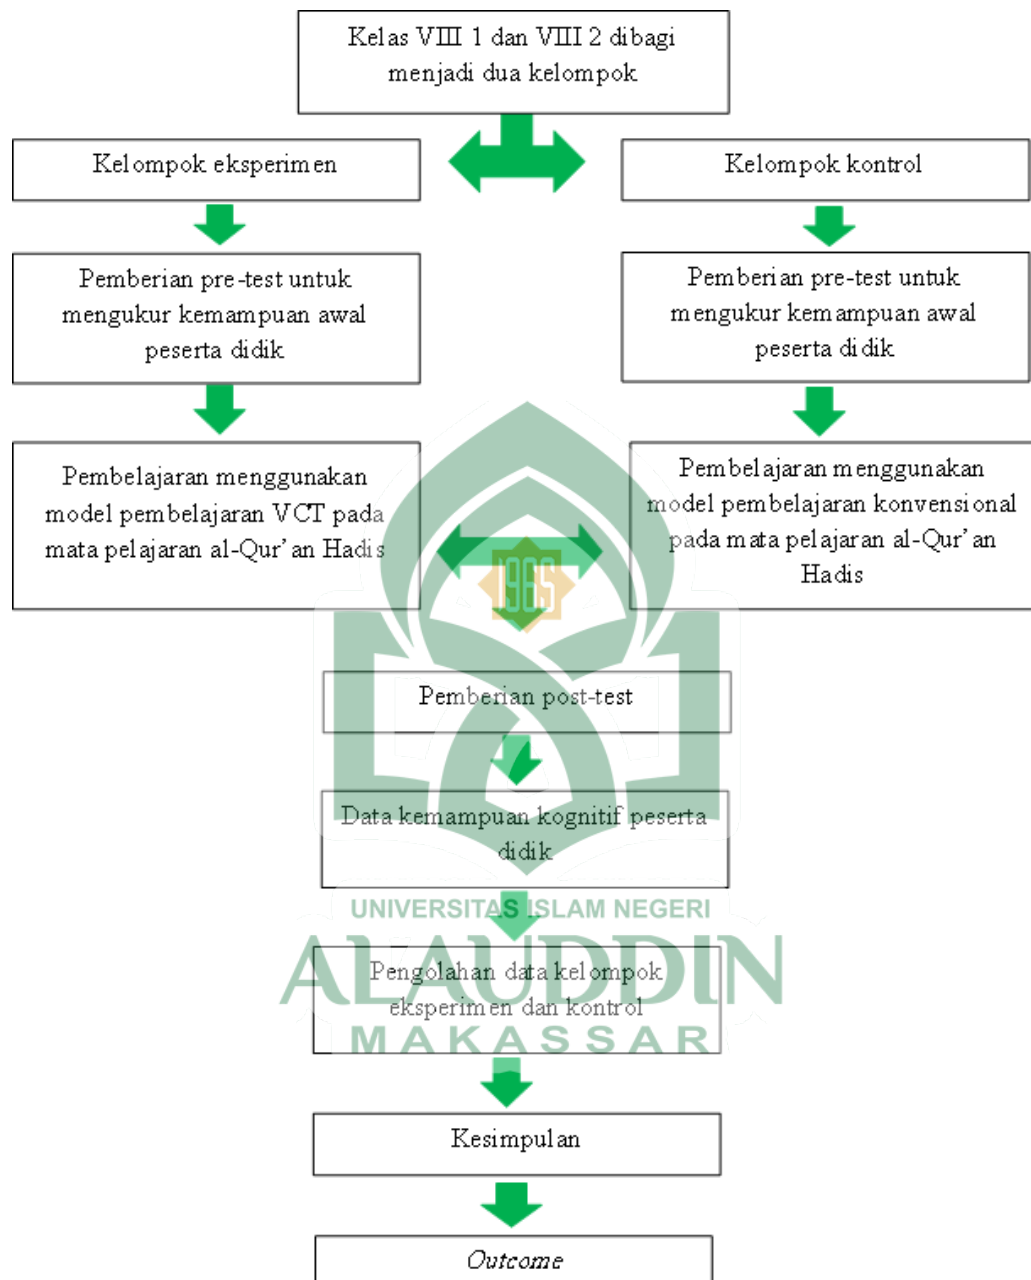 Kelas VIII 1 dan VIII 2 dibagi
menjadi dua kelompok
Kelompok eksperimen
Kelompok kontrol
Pemberian pre-test untuk
mengukur kemampuan awal
peserta didik
Pemberian pre-test untuk
mengukur kemampuan awal
peserta didik
Pembelajaran menggunakan
model pembelajaran VCT pada
mata pelajaran al-Qur’an Hadis
Pembelajaran menggunakan
model pembelajaran konvensional
pada mata pelajaran al-Qur’an
Hadis
1965
Pemberian post-test
Data kemampuan kognitif peserta
didik
UNIVERSITAS ISLAM NEGERI
ALAUDDIN
Pengolahan data kelompok
eksperimen dan kontrol
MAKASSAR
Kesimpulan
Outcome